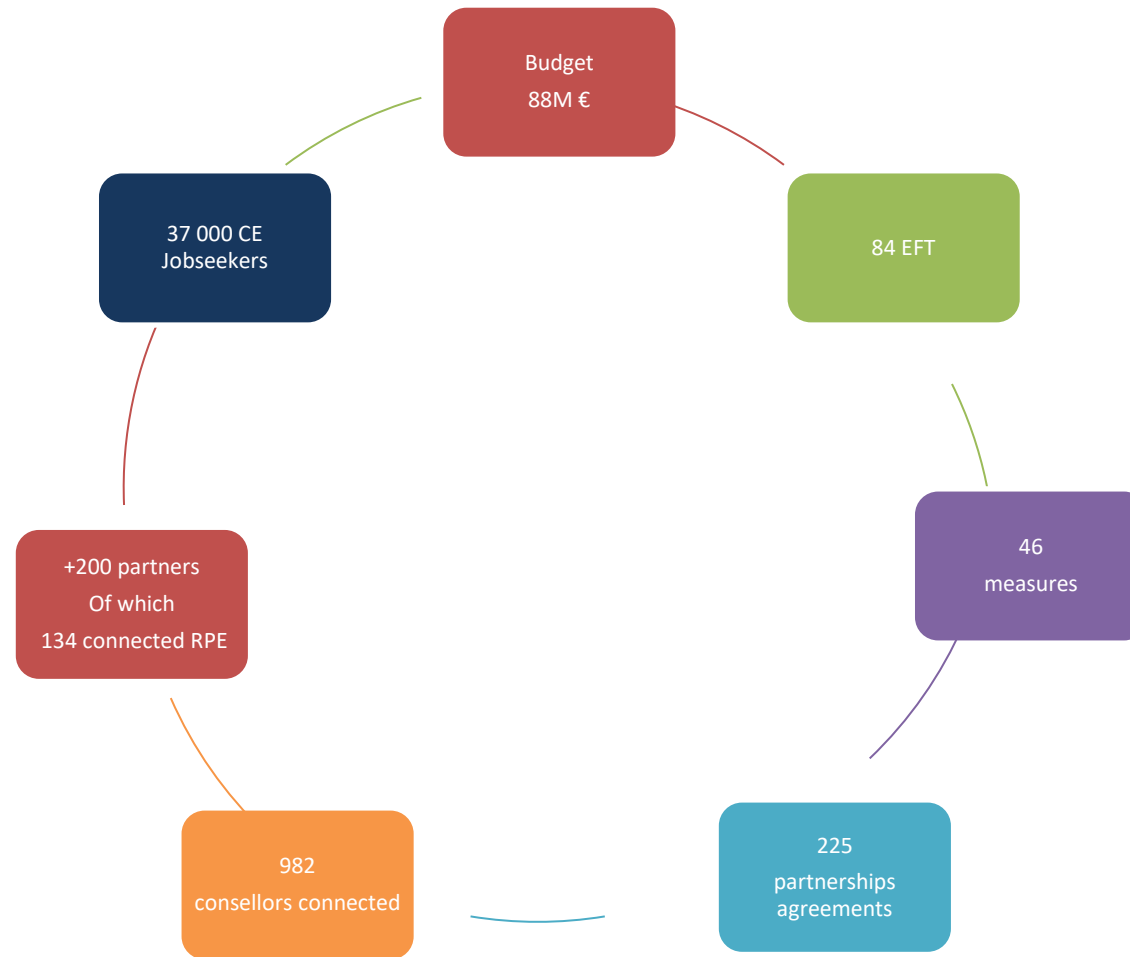 Budget
88M €
84 EFT
46
measures
225
partnerships
agreements
982
consellors connected
+200 partners
Of which
134 connected RPE
37 000 CE
Jobseekers